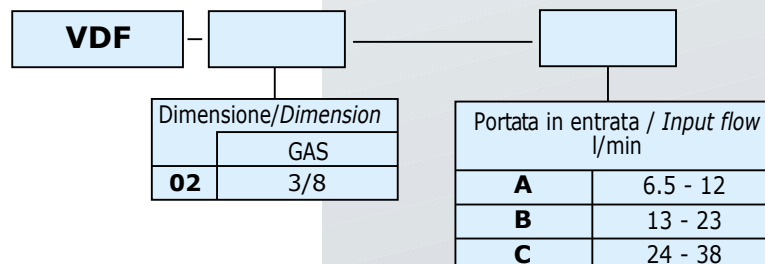 VDF –
Dimensione/Dimension
GAS
02 3/8
Portata in entrata / Input flow
l/min
A 6.5 - 12
B 13 - 23
C 24 - 38